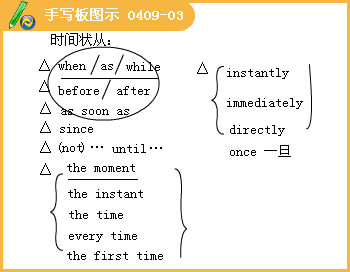 手写板图示 0409-03
时间状从:
△ when / as / while
△ before / after
△ as soon as
△ since
△ (not) … until …
△ the moment
the instant
the time
every time
the first time
△ instantly
immediately
directly
once 一旦